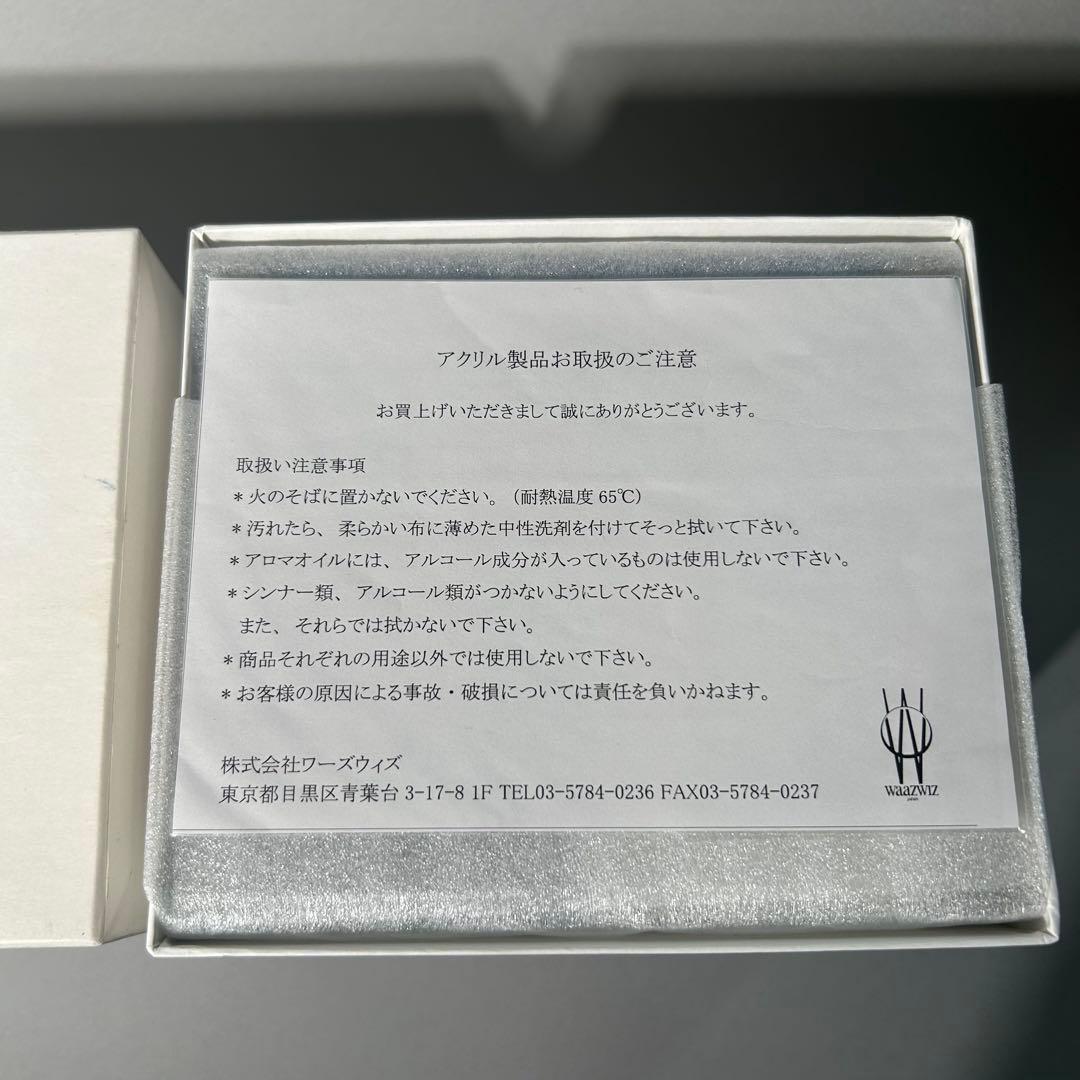 アクリル製品お取扱のご注意
お買上げいただきまして誠にありがとうございます。
取扱い注意事項
＊火のそばに置かないでください。（耐熱温度 65℃）
＊汚れたら、柔らかい布に薄めた中性洗剤を付けてそっと拭いて下さい。
＊アロマオイルには、アルコール成分が入っているものは使用しないで下さい。
＊シンナー類、アルコール類がつかないようにしてください。
また、それらでは拭かないで下さい。
＊商品それぞれの用途以外では使用しないで下さい。
＊お客様の原因による事故・破損については責任を負いかねます。
株式会社ワーズウィズ
東京都目黒区青葉台 3-17-8 1F TEL03-5784-0236 FAX03-5784-0237
waazwiz
japan